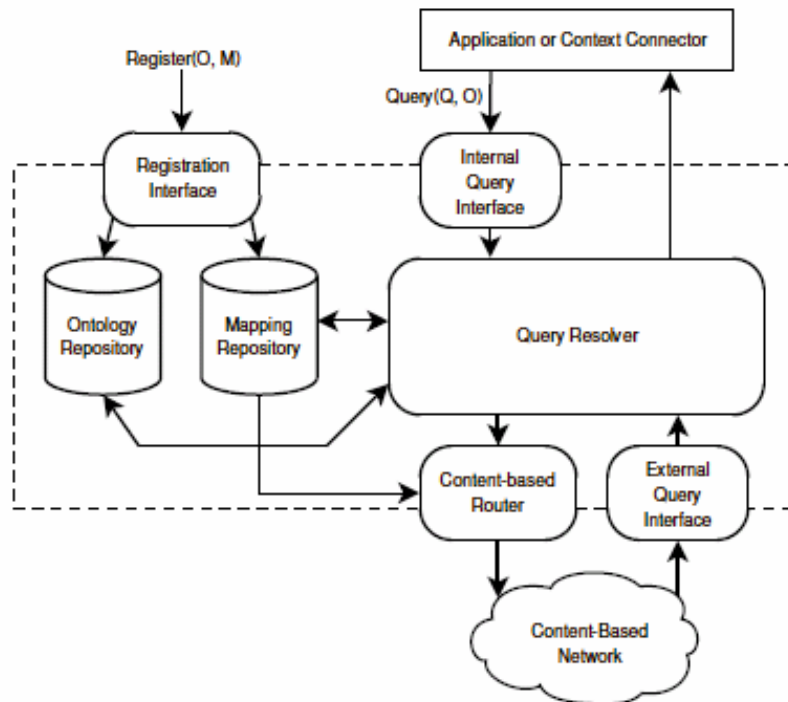 Application or Context Connector
Register(O, M)
Query(Q, O)
Registration
Interface
Internal
Query
Interface
Ontology
Repository
Mapping
Repository
Query Resolver
Content-based
Router
External
Query
Interface
Content-Based
Network